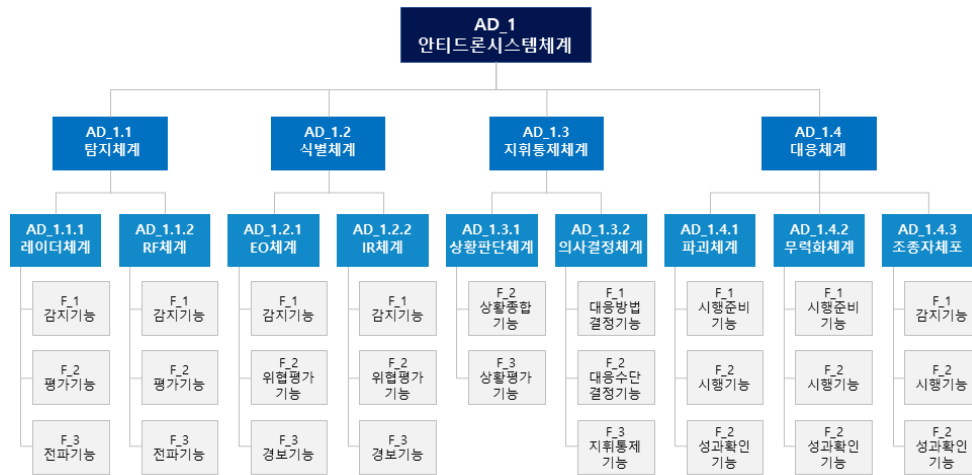 AD_1
안티드론시스템체계
AD_1.1
탐지체계
AD_1.2
식별체계
AD_1.3
지휘통제체계
AD_1.4
대응체계
AD_1.1.1
레이더체계
AD_1.1.2
RF체계
AD_1.2.1
EO체계
AD_1.2.2
IR체계
AD_1.3.1
상황판단체계
AD_1.3.2
의사결정체계
AD_1.4.1
파괴체계
AD_1.4.2
무력화체계
AD_1.4.3
조종자체포
F_1
감지기능
F_1
감지기능
F_1
감지기능
F_1
감지기능
F_2
상황종합
기능
F_1
대응방법
결정기능
F_1
시행준비
기능
F_1
시행준비
기능
F_1
감지기능
F_2
평가기능
F_2
평가기능
F_2
위협평가
기능
F_2
위협평가
기능
F_3
상황평가
기능
F_2
대응수단
결정기능
F_2
시행기능
F_2
시행기능
F_2
시행기능
F_3
전파기능
F_3
전파기능
F_3
경보기능
F_3
경보기능
F_3
지휘통제
기능
F_2
성과확인
기능
F_2
성과확인
기능
F_2
성과확인
기능